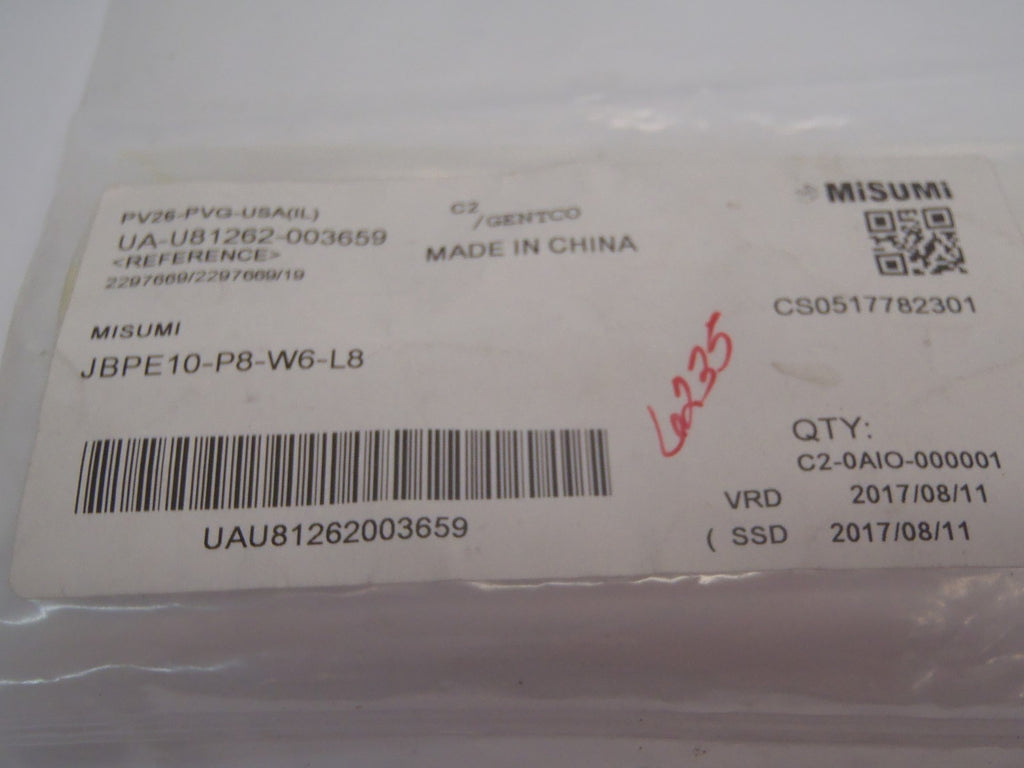 PV26-PVG-USA(IL)
UA-U81262-003659
<REFERENCE>
2297669/2297669/19
C2
/GENTCO
MADE IN CHINA
MiSUMi
CS0517782301
MISUMI
JBPE10-P8-W6-L8
6235
UAU81262003659
QTY:
C2-0AIO-000001
VRD 2017/08/11
( SSD 2017/08/11